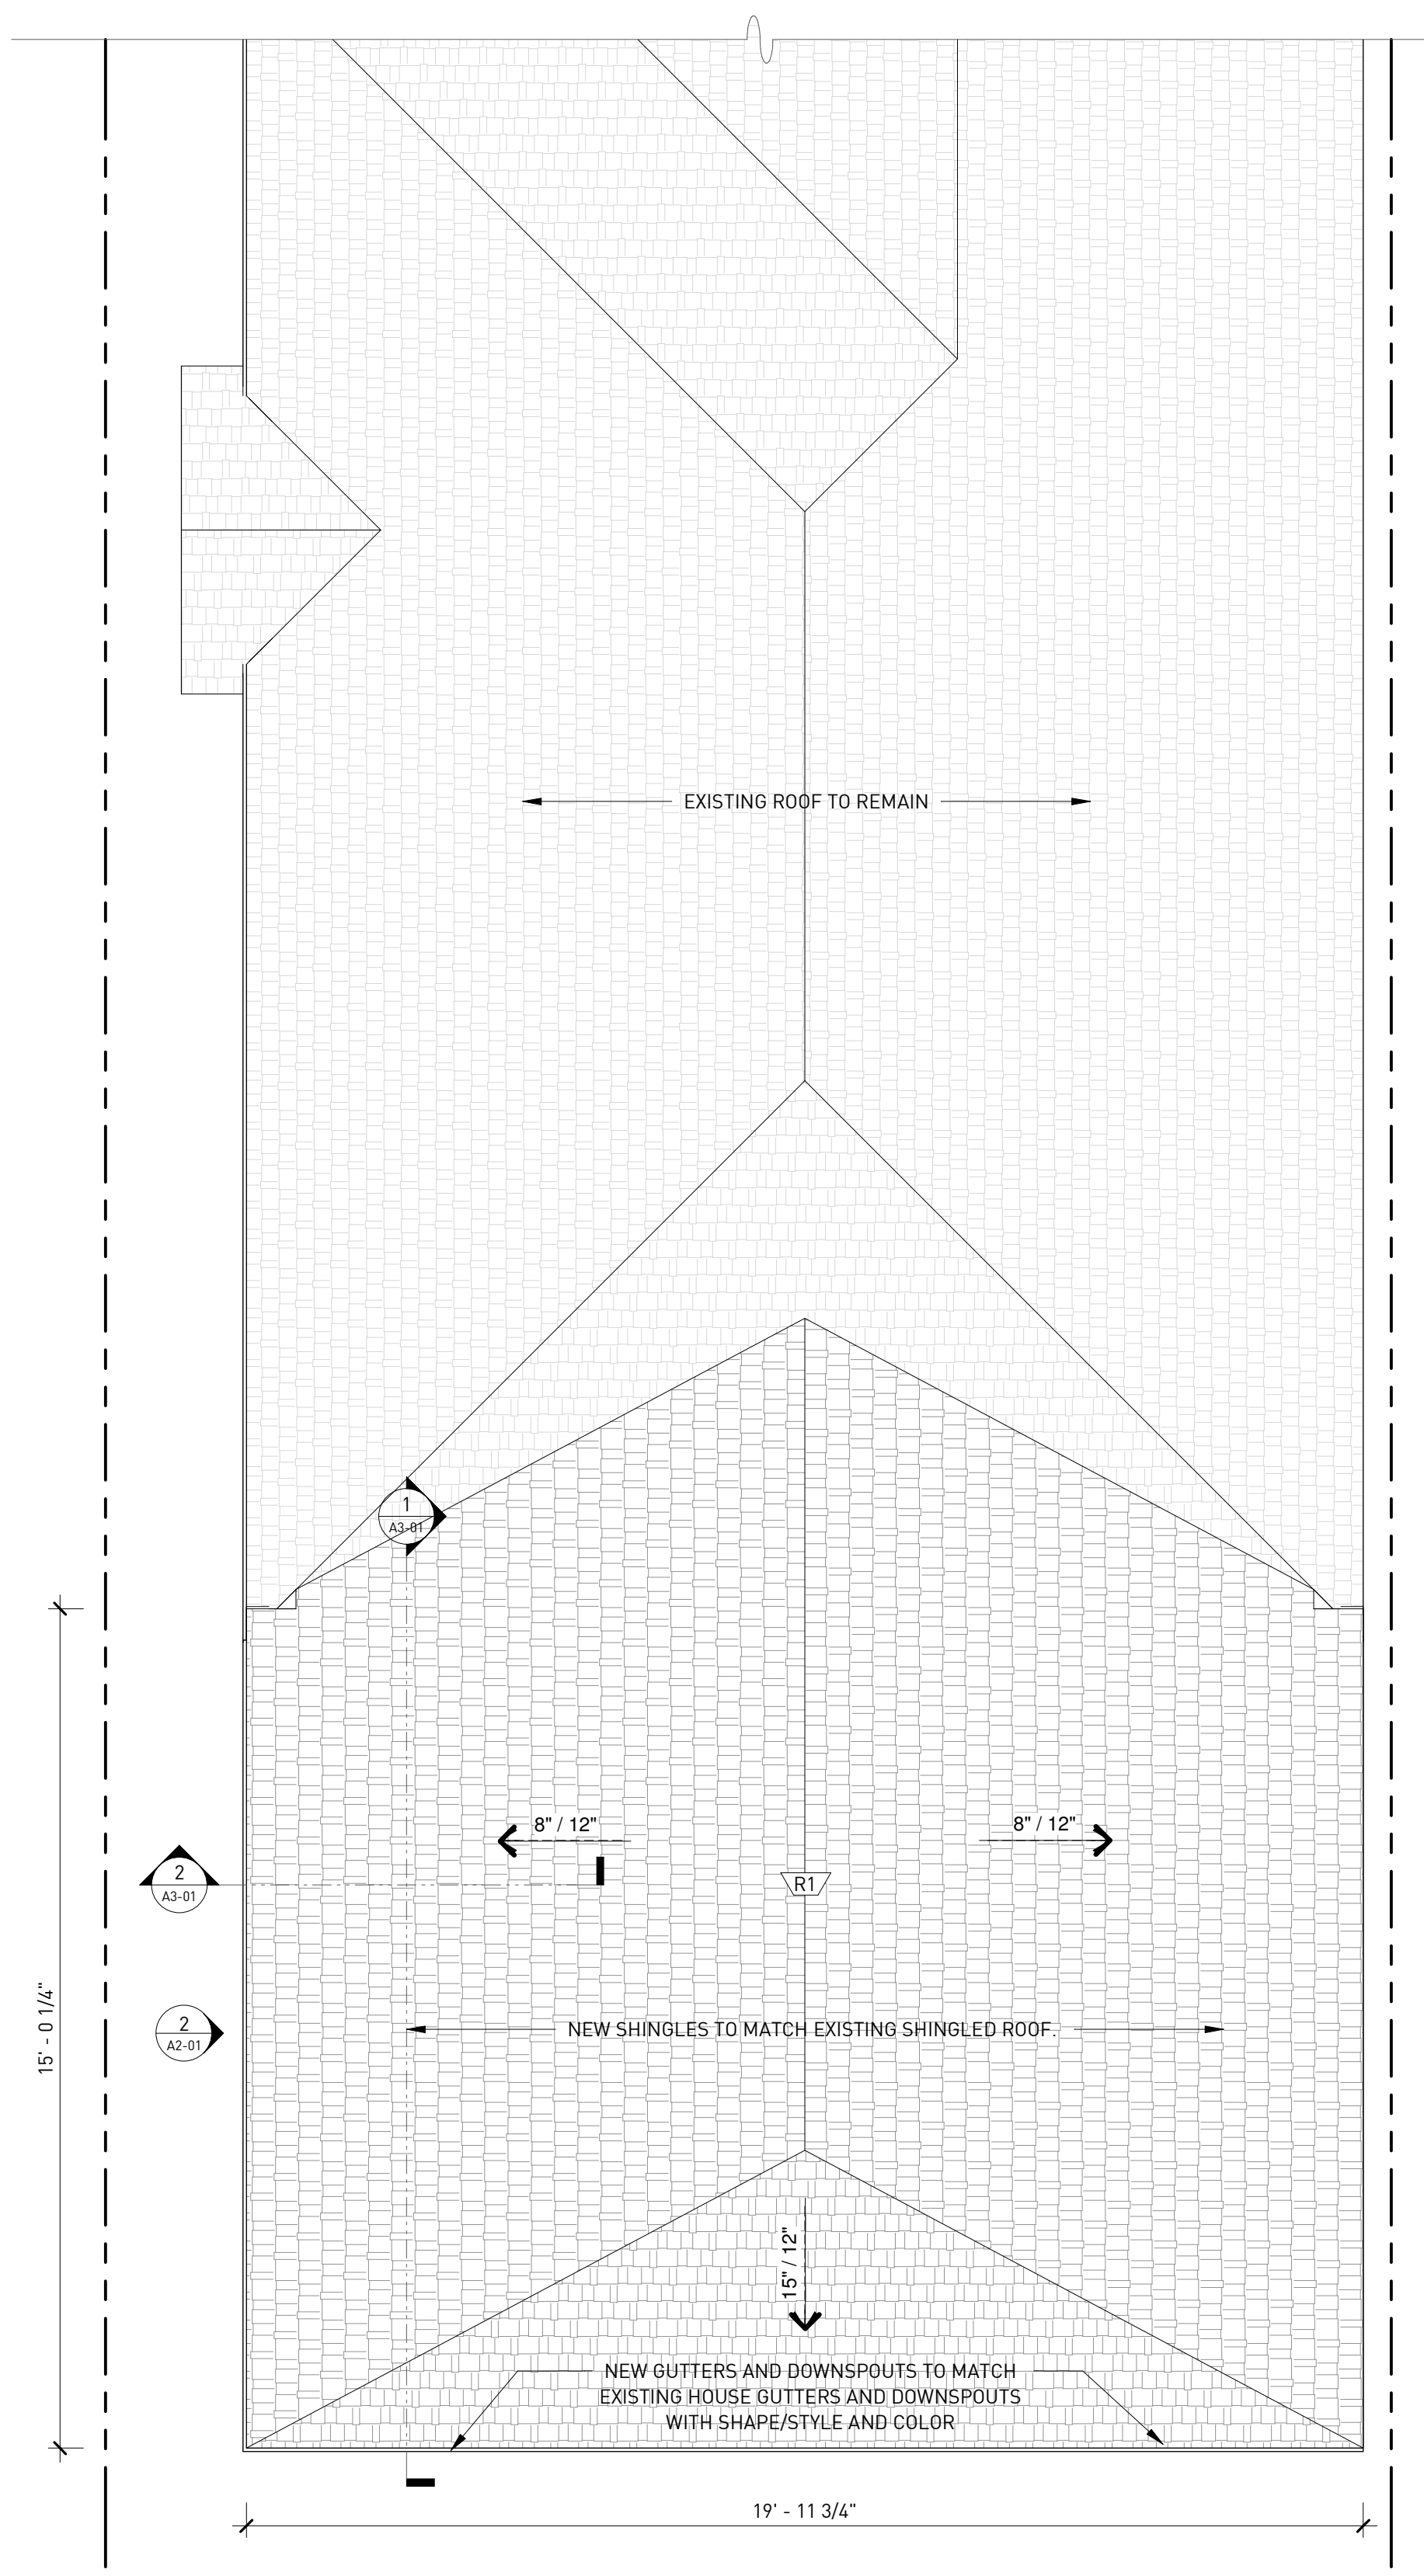 EXISTING ROOF TO REMAIN
1
A3-01
8" / 12"
8" / 12"
2
A3-01
R1
15' - 0 1/4"
2
A2-01
NEW SHINGLES TO MATCH EXISTING SHINGLED ROOF.
15" / 12"
NEW GUTTERS AND DOWNSPOUTS TO MATCH
EXISTING HOUSE GUTTERS AND DOWNSPOUTS
WITH SHAPE/STYLE AND COLOR
19' - 11 3/4"